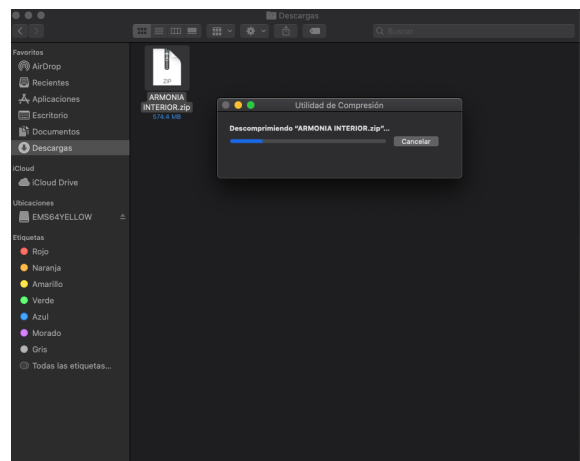 Descargas
Buscar
Favoritos
AirDrop
Recientes
Aplicaciones
Escritorio
Documentos
Descargas
iCloud
iCloud Drive
Ubicaciones
EMS64YELLOW
Etiquetas
Rojo
Naranja
Amarillo
Verde
Azul
Morado
Gris
Todas las etiquetas...
ZIP
ARMONIA
INTERIOR.zip
574.4 MB
Utilidad de Compresión
Descomprimiendo “ARMONIA INTERIOR.zip”...
Cancelar